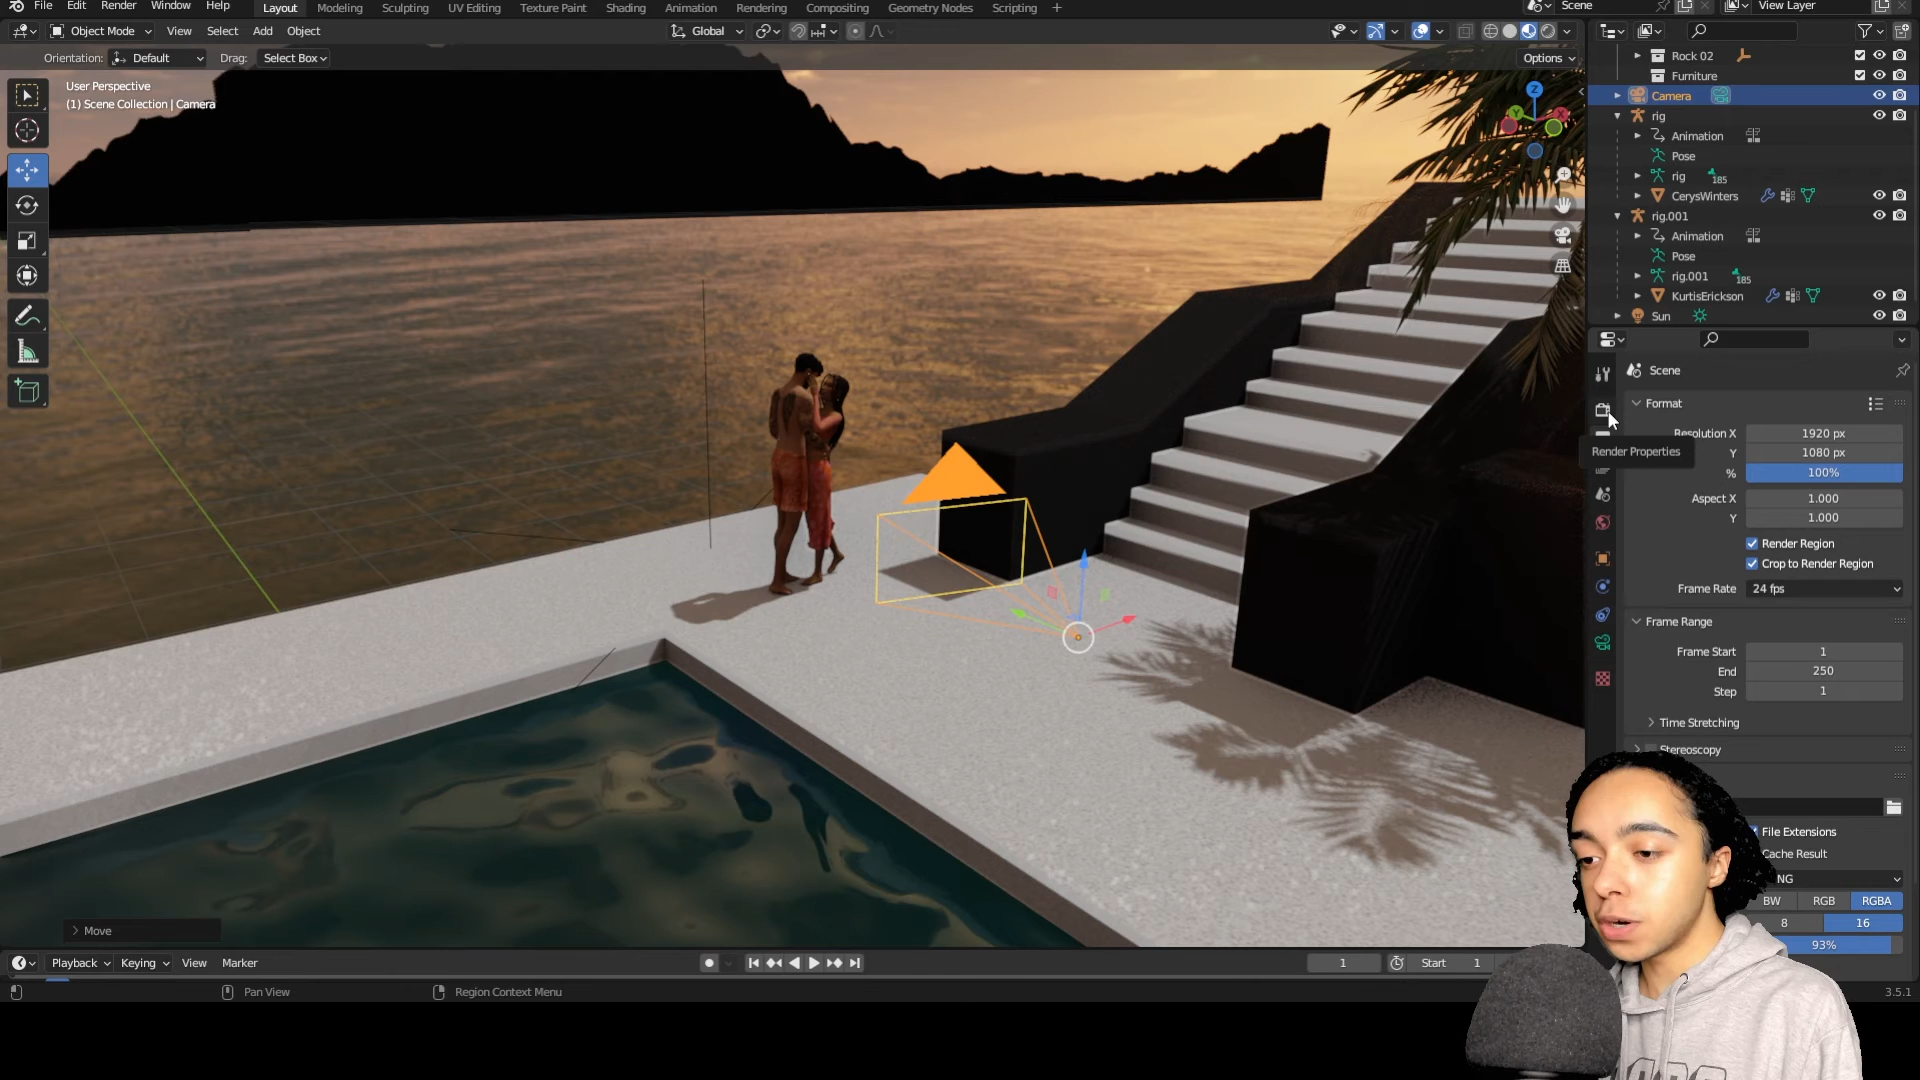 File Edit Render Window Help Layout Modeling Sculpting UV Editing Texture Paint Shading Animation Rendering Compositing Geometry Nodes Scripting + Scene View Layer
Object Mode View Select Add Object Global
Orientation: Default Drag: Select Box Options
User Perspective
(1) Scene Collection | Camera
Z
Y
Rock 02
Furniture
Camera
rig
Animation
Pose
rig 185
CerysWinters
rig.001
Animation
Pose
rig.001 185
KurtisErickson
Sun
Scene
Format
Resolution X 1920 px
Y 1080 px
% 100%
Aspect X 1.000
Y 1.000
Render Properties
Render Region
Crop to Render Region
Frame Rate 24 fps
Frame Range
Frame Start 1
End 250
Step 1
Time Stretching
Stereoscopy
File Extensions
Cache Result
NG
BW RGB RGBA
8 16
93%
Move
Playback Keying View Marker 1 Start 1
Pan View Region Context Menu 3.5.1